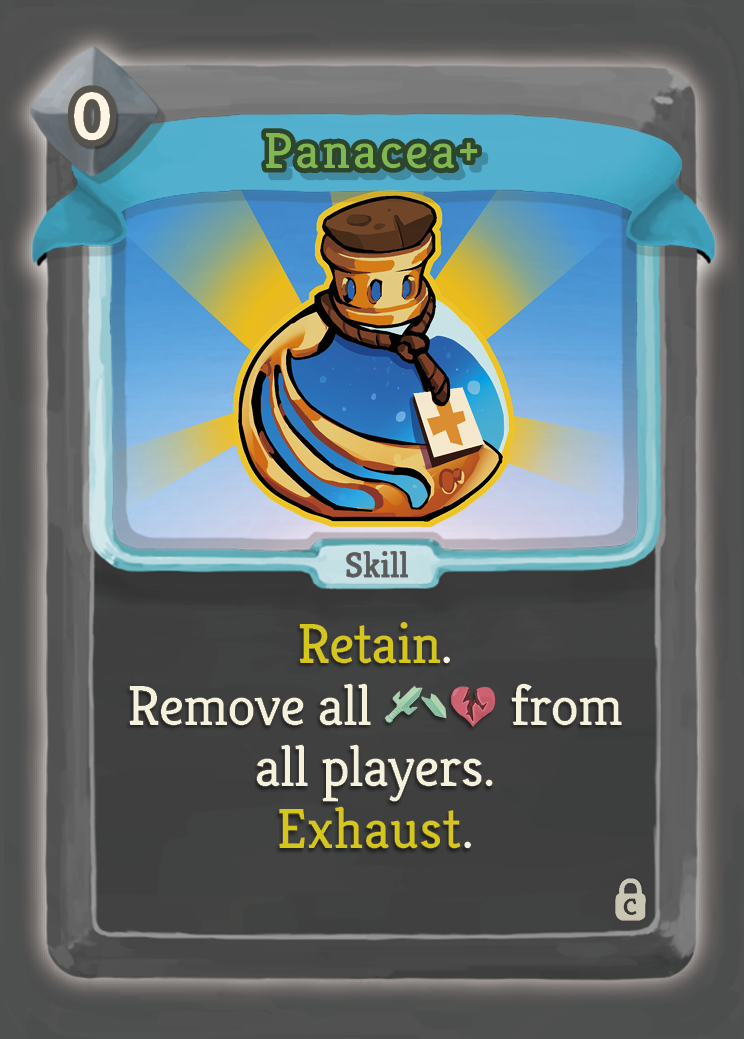 0
Panacea+
Skill
Retain.
Remove all from
all players.
Exhaust.
C